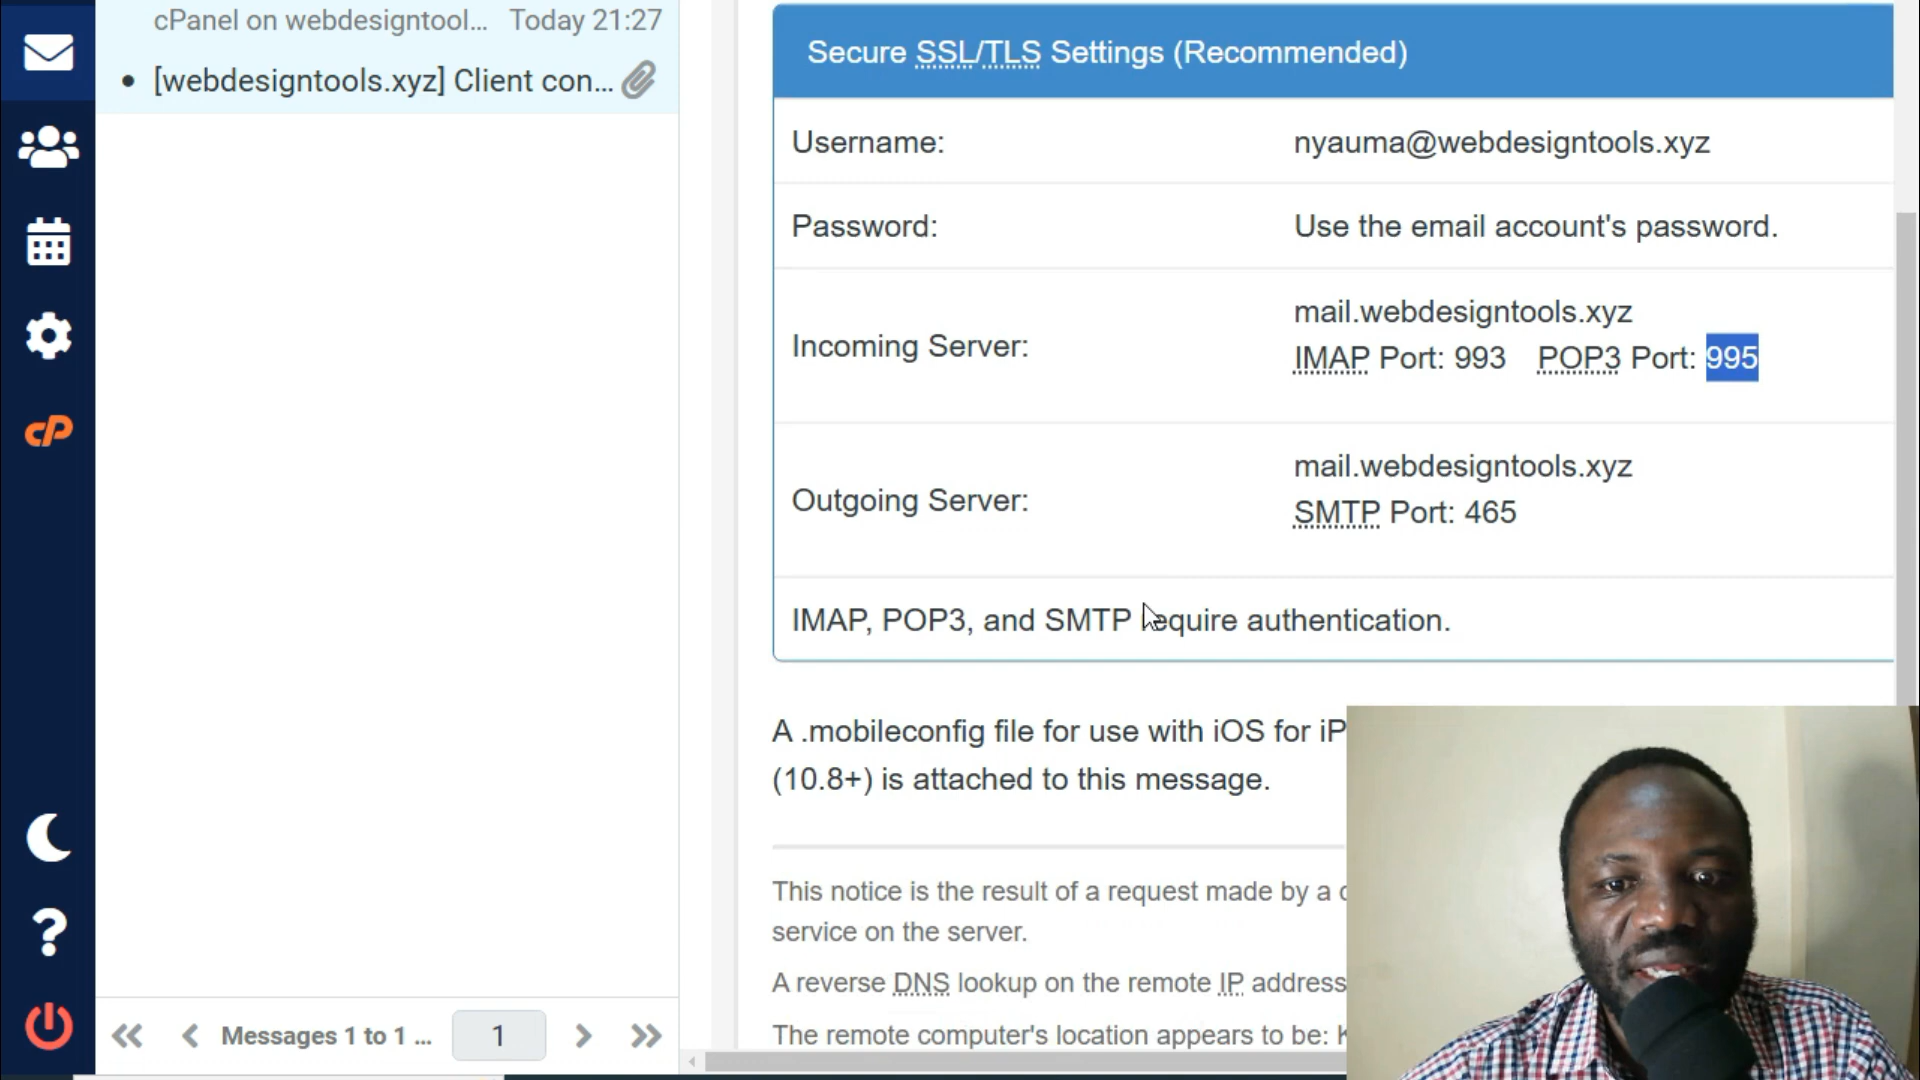 cPanel on webdesigntool... Today 21:27
[webdesigntools.xyz] Client con...
Messages 1 to 1 ...
1
Secure SSL/TLS Settings (Recommended)
Username: nyauma@webdesigntools.xyz
Password: Use the email account's password.
Incoming Server: mail.webdesigntools.xyz
IMAP Port: 993 POP3 Port: 995
Outgoing Server: mail.webdesigntools.xyz
SMTP Port: 465
IMAP, POP3, and SMTP require authentication.
A .mobileconfig file for use with iOS for iP
(10.8+) is attached to this message.
This notice is the result of a request made by a c
service on the server.
A reverse DNS lookup on the remote IP address
The remote computer's location appears to be: K
cP
?